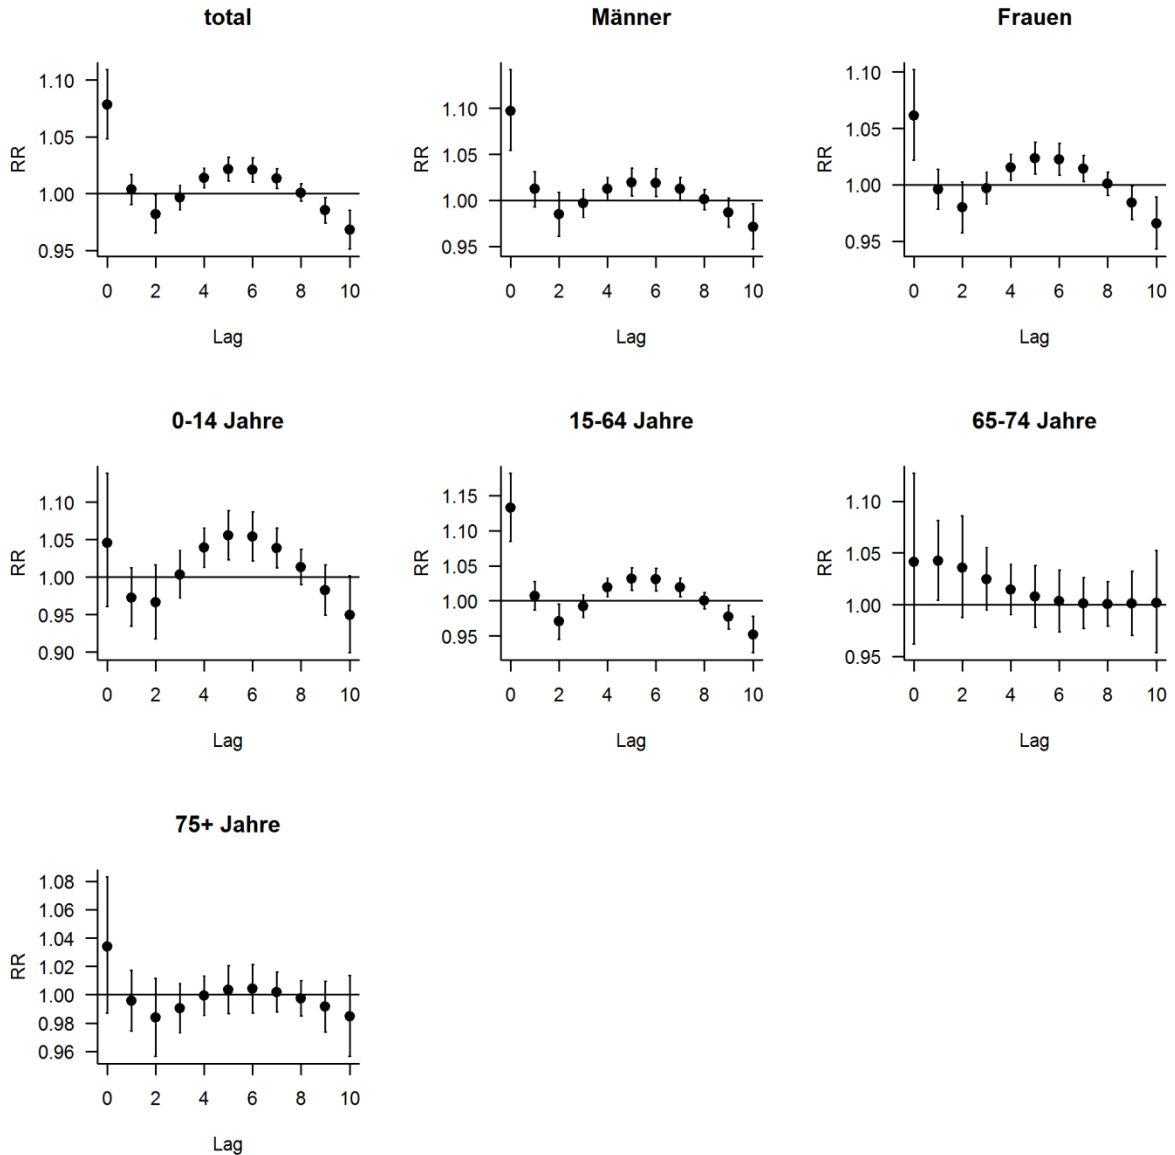 total
RR
1.10
1.05
1.00
0.95
0 2 4 6 8 10
Lag
Männer
RR
1.10
1.05
1.00
0.95
0 2 4 6 8 10
Lag
Frauen
RR
1.10
1.05
1.00
0.95
0 2 4 6 8 10
Lag
0-14 Jahre
RR
1.10
1.05
1.00
0.95
0.90
0 2 4 6 8 10
Lag
15-64 Jahre
RR
1.15
1.10
1.05
1.00
0.95
0 2 4 6 8 10
Lag
65-74 Jahre
RR
1.10
1.05
1.00
0.95
0 2 4 6 8 10
Lag
75+ Jahre
RR
1.08
1.06
1.04
1.02
1.00
0.98
0.96
0 2 4 6 8 10
Lag